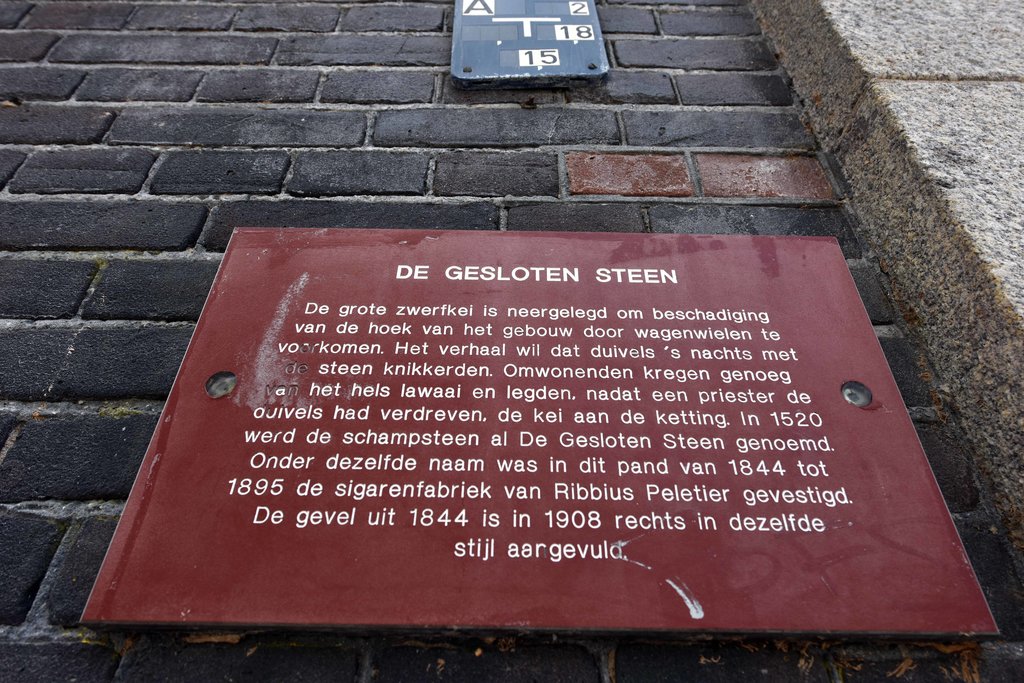 A 2
18
15
DE GESLOTEN STEEN
De grote zwerfkei is neergelegd om beschadiging
van de hoek van het gebouw door wagenwielen te
voorkomen. Het verhaal wil dat duivels 's nachts met
de steen knikkerden. Omwonenden kregen genoeg
van het hels lawaai en legden, nadat een priester de
duivels had verdreven, de kei aan de ketting. In 1520
werd de schampsteen al De Gesloten Steen genoemd.
Onder dezelfde naam was in dit pand van 1844 tot
1895 de sigarenfabriek van Ribbius Peletier gevestigd.
De gevel uit 1844 is in 1908 rechts in dezelfde
stijl aangevuld.